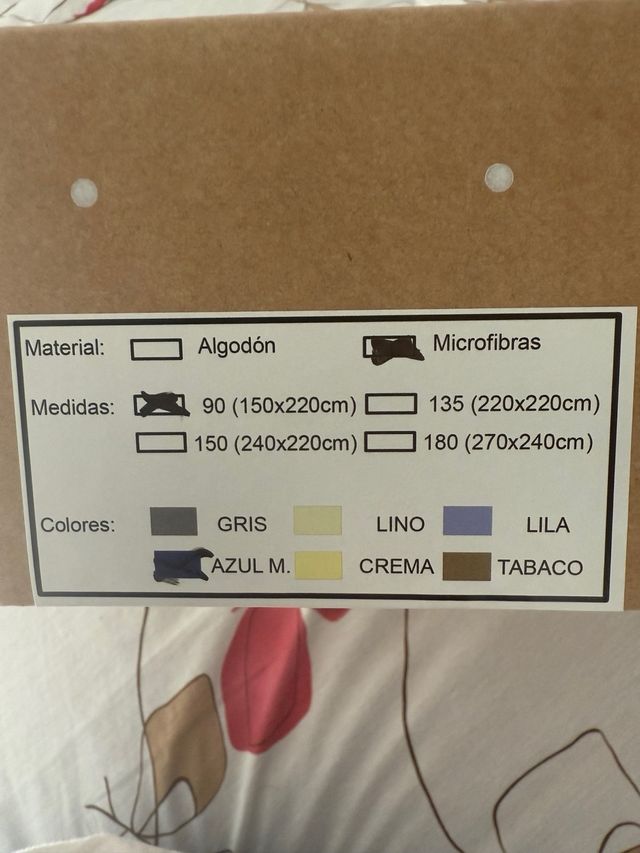 Material: Algodón Microfibras
Medidas: 90 (150x220cm) 135 (220x220cm)
150 (240x220cm) 180 (270x240cm)
Colores: GRIS LINO LILA
AZUL M. CREMA TABACO